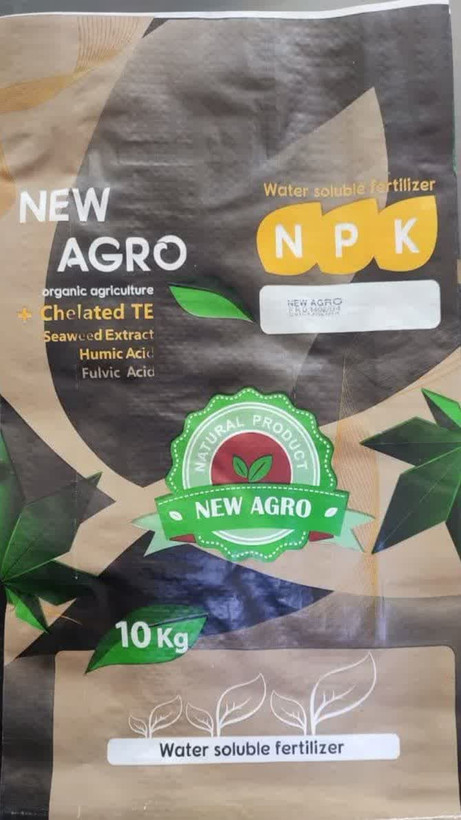 Water soluble fertilizer
N P K
NEW AGRO
NEW
AGRO
organic agriculture
+ Chelated TE
Seaweed Extract
Humic Acid
Fulvic Acid
NATURAL PRODUCT
NEW AGRO
10 Kg
Water soluble fertilizer